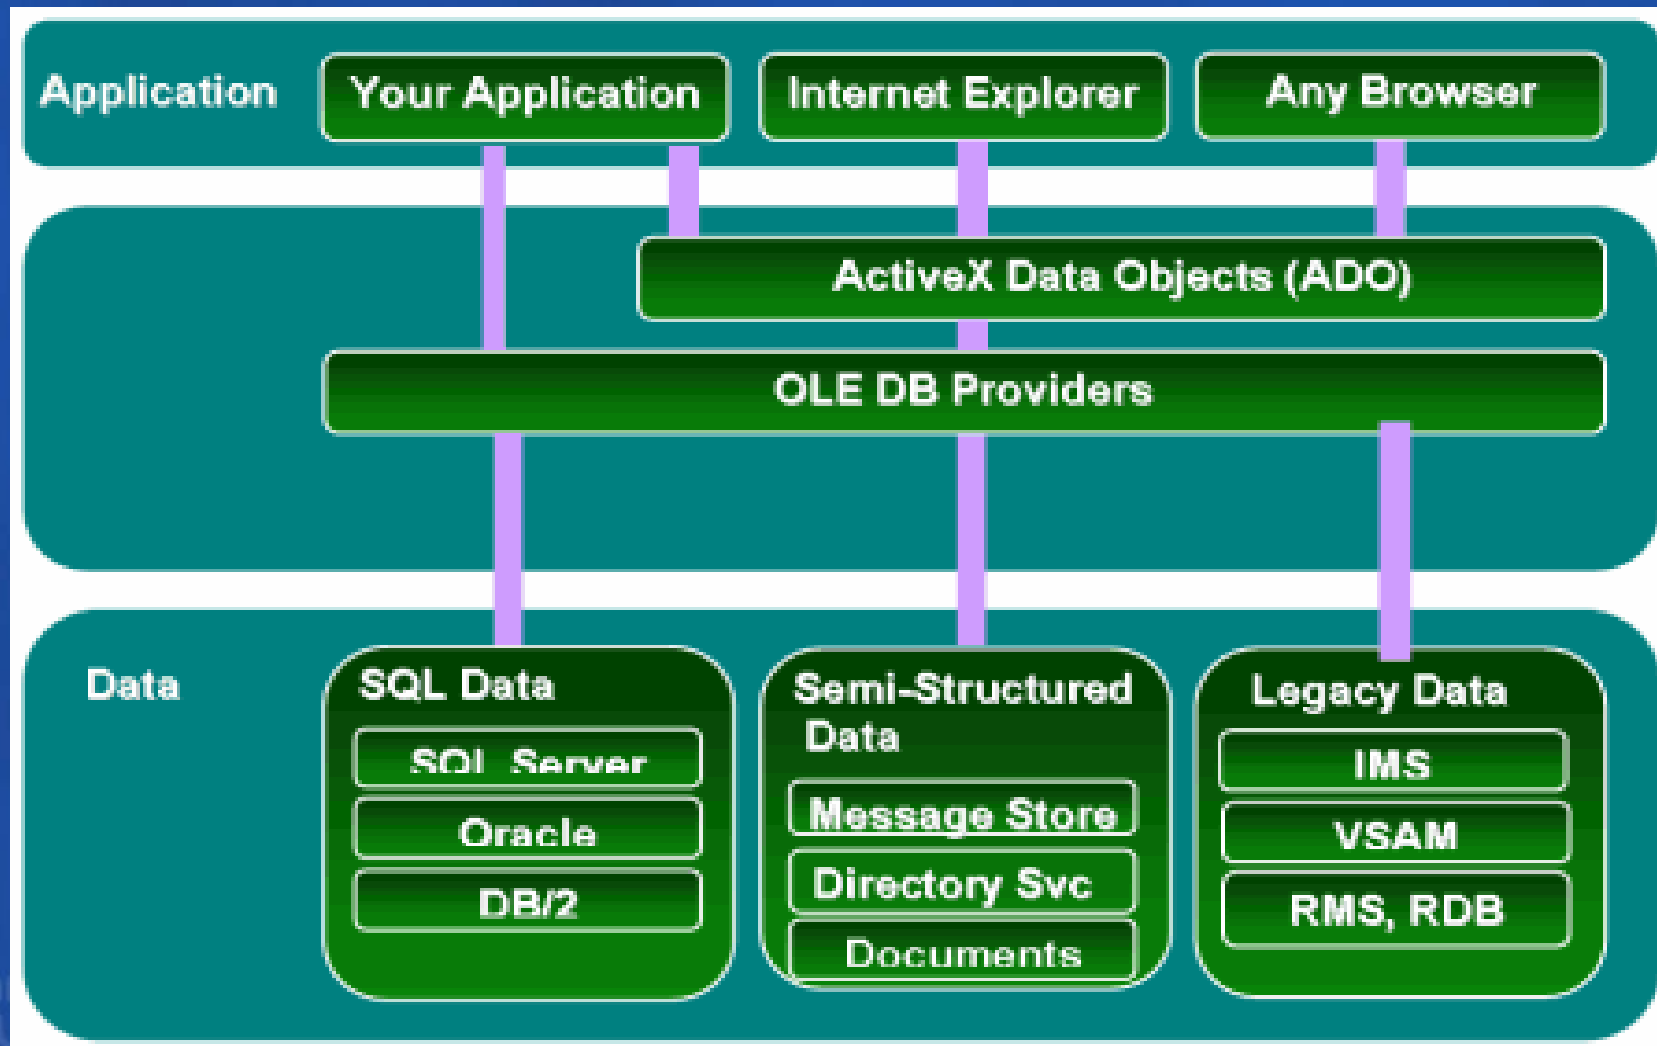 Application
Your Application
Internet Explorer
Any Browser
ActiveX Data Objects (ADO)
OLE DB Providers
Data
SQL Data
SQL Server
Oracle
DB/2
Semi-Structured
Data
Message Store
Directory Svc
Documents
Legacy Data
IMS
VSAM
RMS, RDB